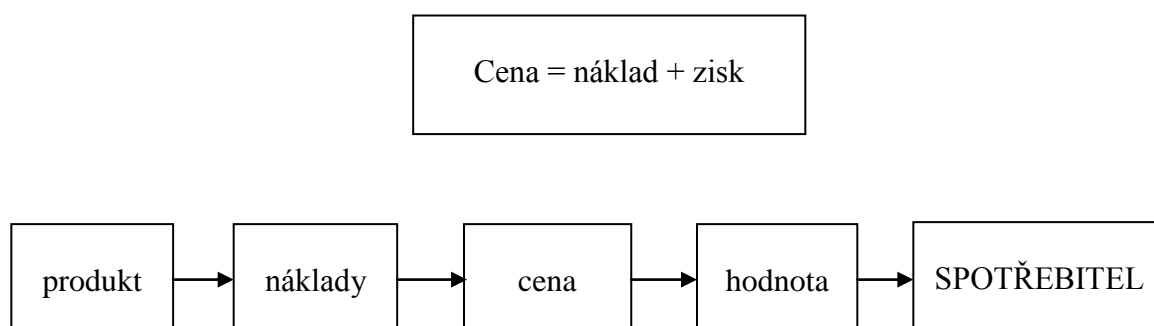 Cena = náklad + zisk
produkt náklady cena hodnota SPOTŘEBITEL